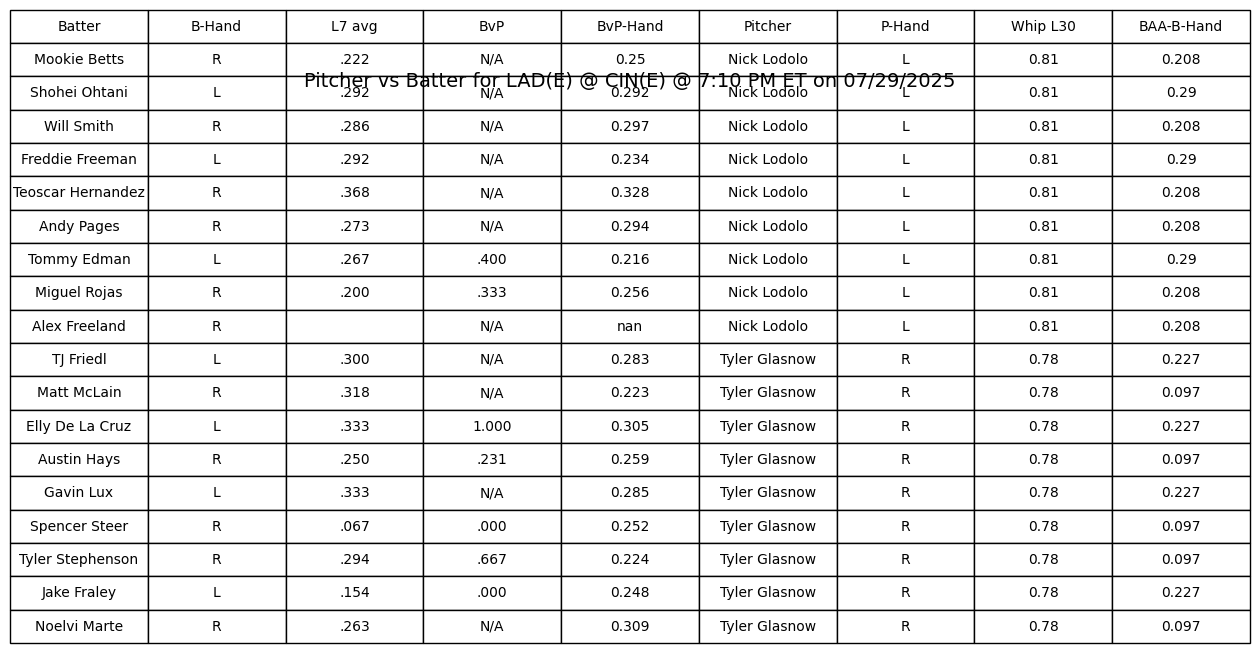 Batter B-Hand L7 avg BvP BvP-Hand Pitcher P-Hand Whip L30 BAA-B-Hand
Mookie Betts R .222 N/A 0.25 Nick Lodolo L 0.81 0.208
Pitcher vs Batter for LAD(E) @ CIN(E) @ 7:10 PM ET on 07/29/2025
Shohei Ohtani L .292 N/A 0.292 Nick Lodolo L 0.81 0.29
Will Smith R .286 N/A 0.297 Nick Lodolo L 0.81 0.208
Freddie Freeman L .292 N/A 0.234 Nick Lodolo L 0.81 0.29
Teoscar Hernandez R .368 N/A 0.328 Nick Lodolo L 0.81 0.208
Andy Pages R .273 N/A 0.294 Nick Lodolo L 0.81 0.208
Tommy Edman L .267 .400 0.216 Nick Lodolo L 0.81 0.29
Miguel Rojas R .200 .333 0.256 Nick Lodolo L 0.81 0.208
Alex Freeland R N/A nan Nick Lodolo L 0.81 0.208
TJ Friedl L .300 N/A 0.283 Tyler Glasnow R 0.78 0.227
Matt McLain R .318 N/A 0.223 Tyler Glasnow R 0.78 0.097
Elly De La Cruz L .333 1.000 0.305 Tyler Glasnow R 0.78 0.227
Austin Hays R .250 .231 0.259 Tyler Glasnow R 0.78 0.097
Gavin Lux L .333 N/A 0.285 Tyler Glasnow R 0.78 0.227
Spencer Steer R .067 .000 0.252 Tyler Glasnow R 0.78 0.097
Tyler Stephenson R .294 .667 0.224 Tyler Glasnow R 0.78 0.097
Jake Fraley L .154 .000 0.248 Tyler Glasnow R 0.78 0.227
Noelvi Marte R .263 N/A 0.309 Tyler Glasnow R 0.78 0.097